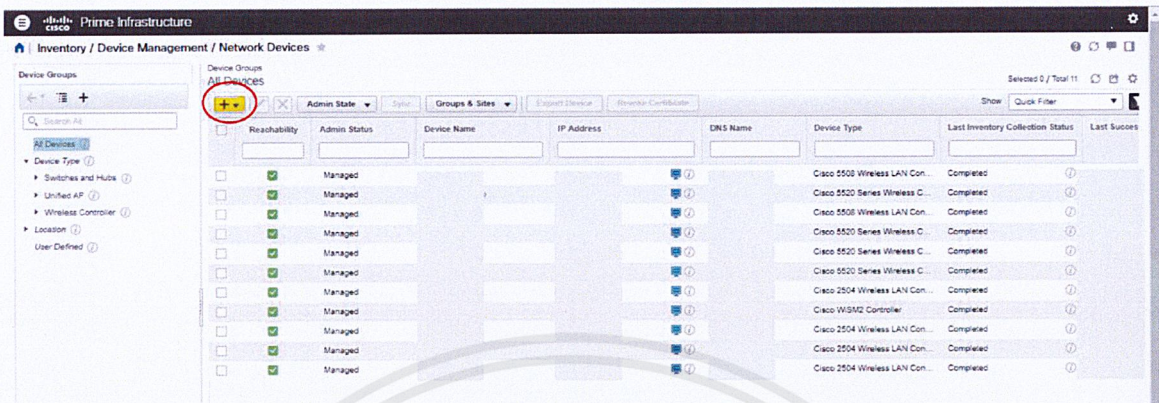 cisco Prime Infrastructure
Inventory / Device Management / Network Devices
Device Groups
Search All
All Devices
Device Type
Switches and Hubs
Unified AP
Wireless Controller
Location
User Defined
Device Groups
All Devices
Selected 0 / Total 11
Admin State Sync Groups & Sites Export Device Reverse Certificate
Show Quick Filter
Reachability Admin Status Device Name IP Address DNS Name Device Type Last Inventory Collection Status Last Succes
Managed Cisco 5508 Wireless LAN Con... Completed
Managed Cisco 5520 Series Wireless C... Completed
Managed Cisco 5508 Wireless LAN Con... Completed
Managed Cisco 5520 Series Wireless C... Completed
Managed Cisco 5520 Series Wireless C... Completed
Managed Cisco 5520 Series Wireless C... Completed
Managed Cisco 2504 Wireless LAN Con... Completed
Managed Cisco WiSM2 Controller Completed
Managed Cisco 2504 Wireless LAN Con... Completed
Managed Cisco 2504 Wireless LAN Con... Completed
Managed Cisco 2504 Wireless LAN Con... Completed